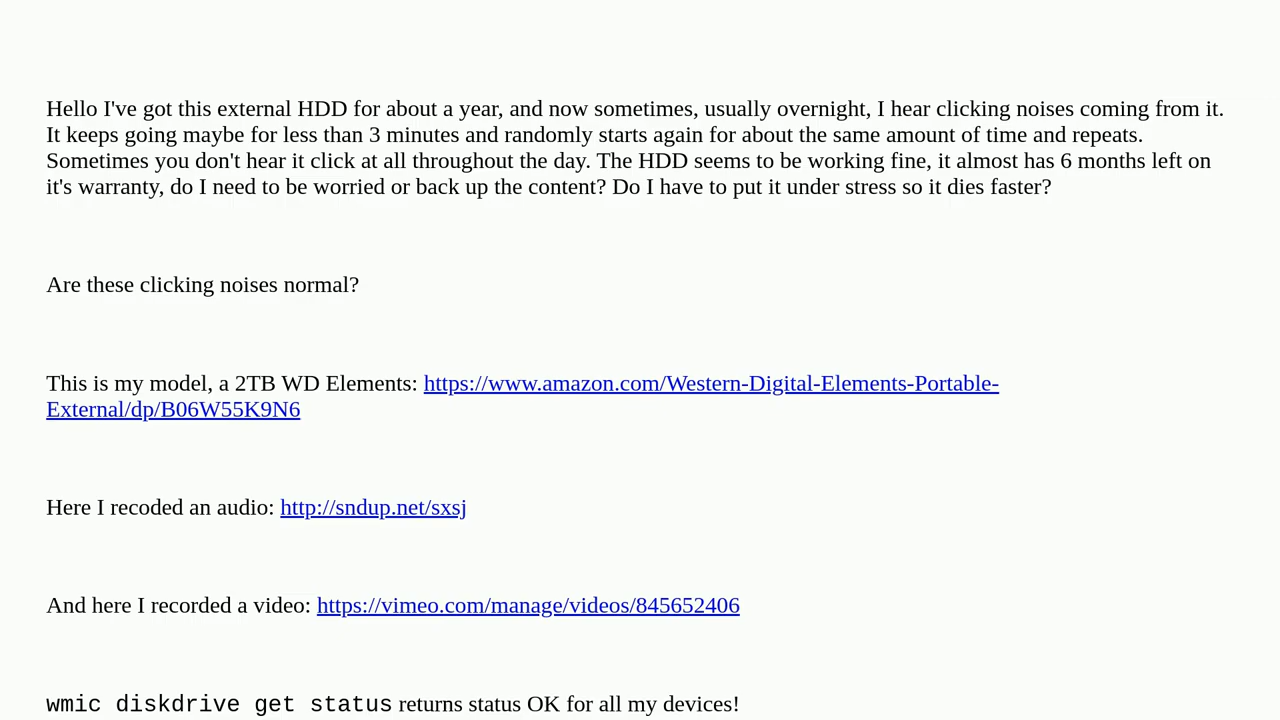 Hello I've got this external HDD for about a year, and now sometimes, usually overnight, I hear clicking noises coming from it.
It keeps going maybe for less than 3 minutes and randomly starts again for about the same amount of time and repeats.
Sometimes you don't hear it click at all throughout the day. The HDD seems to be working fine, it almost has 6 months left on
it's warranty, do I need to be worried or back up the content? Do I have to put it under stress so it dies faster?
Are these clicking noises normal?
This is my model, a 2TB WD Elements: https://www.amazon.com/Western-Digital-Elements-Portable-
External/dp/B06W55K9N6
Here I recoded an audio: http://sndup.net/sxsj
And here I recorded a video: https://vimeo.com/manage/videos/845652406
wmic diskdrive get status returns status OK for all my devices!